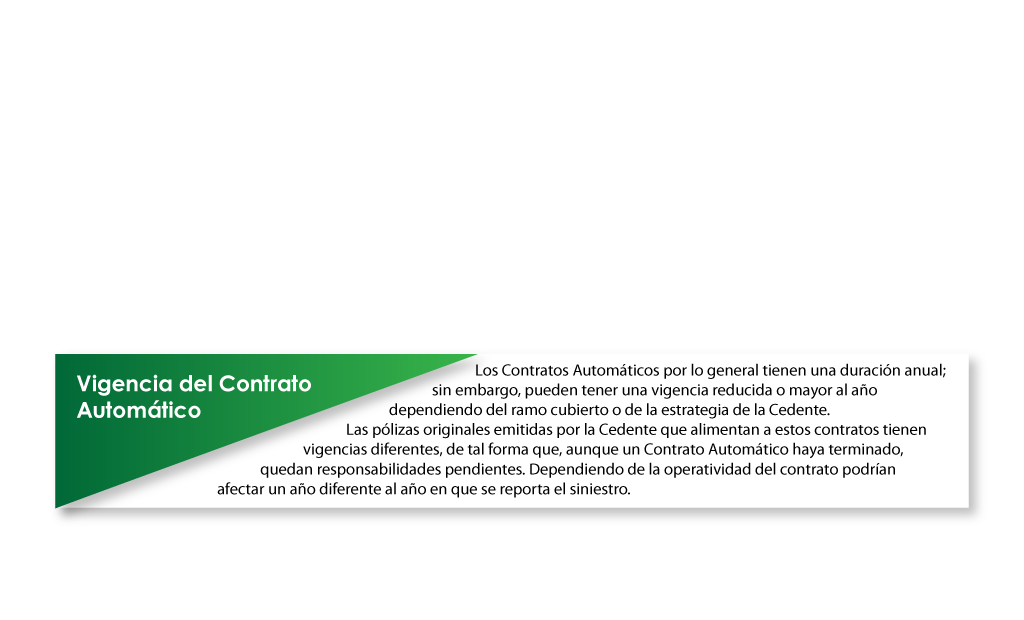 Vigencia del Contrato
Automático
Los Contratos Automáticos por lo general tienen una duración anual;
sin embargo, pueden tener una vigencia reducida o mayor al año
dependiendo del ramo cubierto o de la estrategia de la Cedente.
Las pólizas originales emitidas por la Cedente que alimentan a estos contratos tienen
vigencias diferentes, de tal forma que, aunque un Contrato Automático haya terminado,
quedan responsabilidades pendientes. Dependiendo de la operatividad del contrato podrían
afectar un año diferente al año en que se reporta el siniestro.